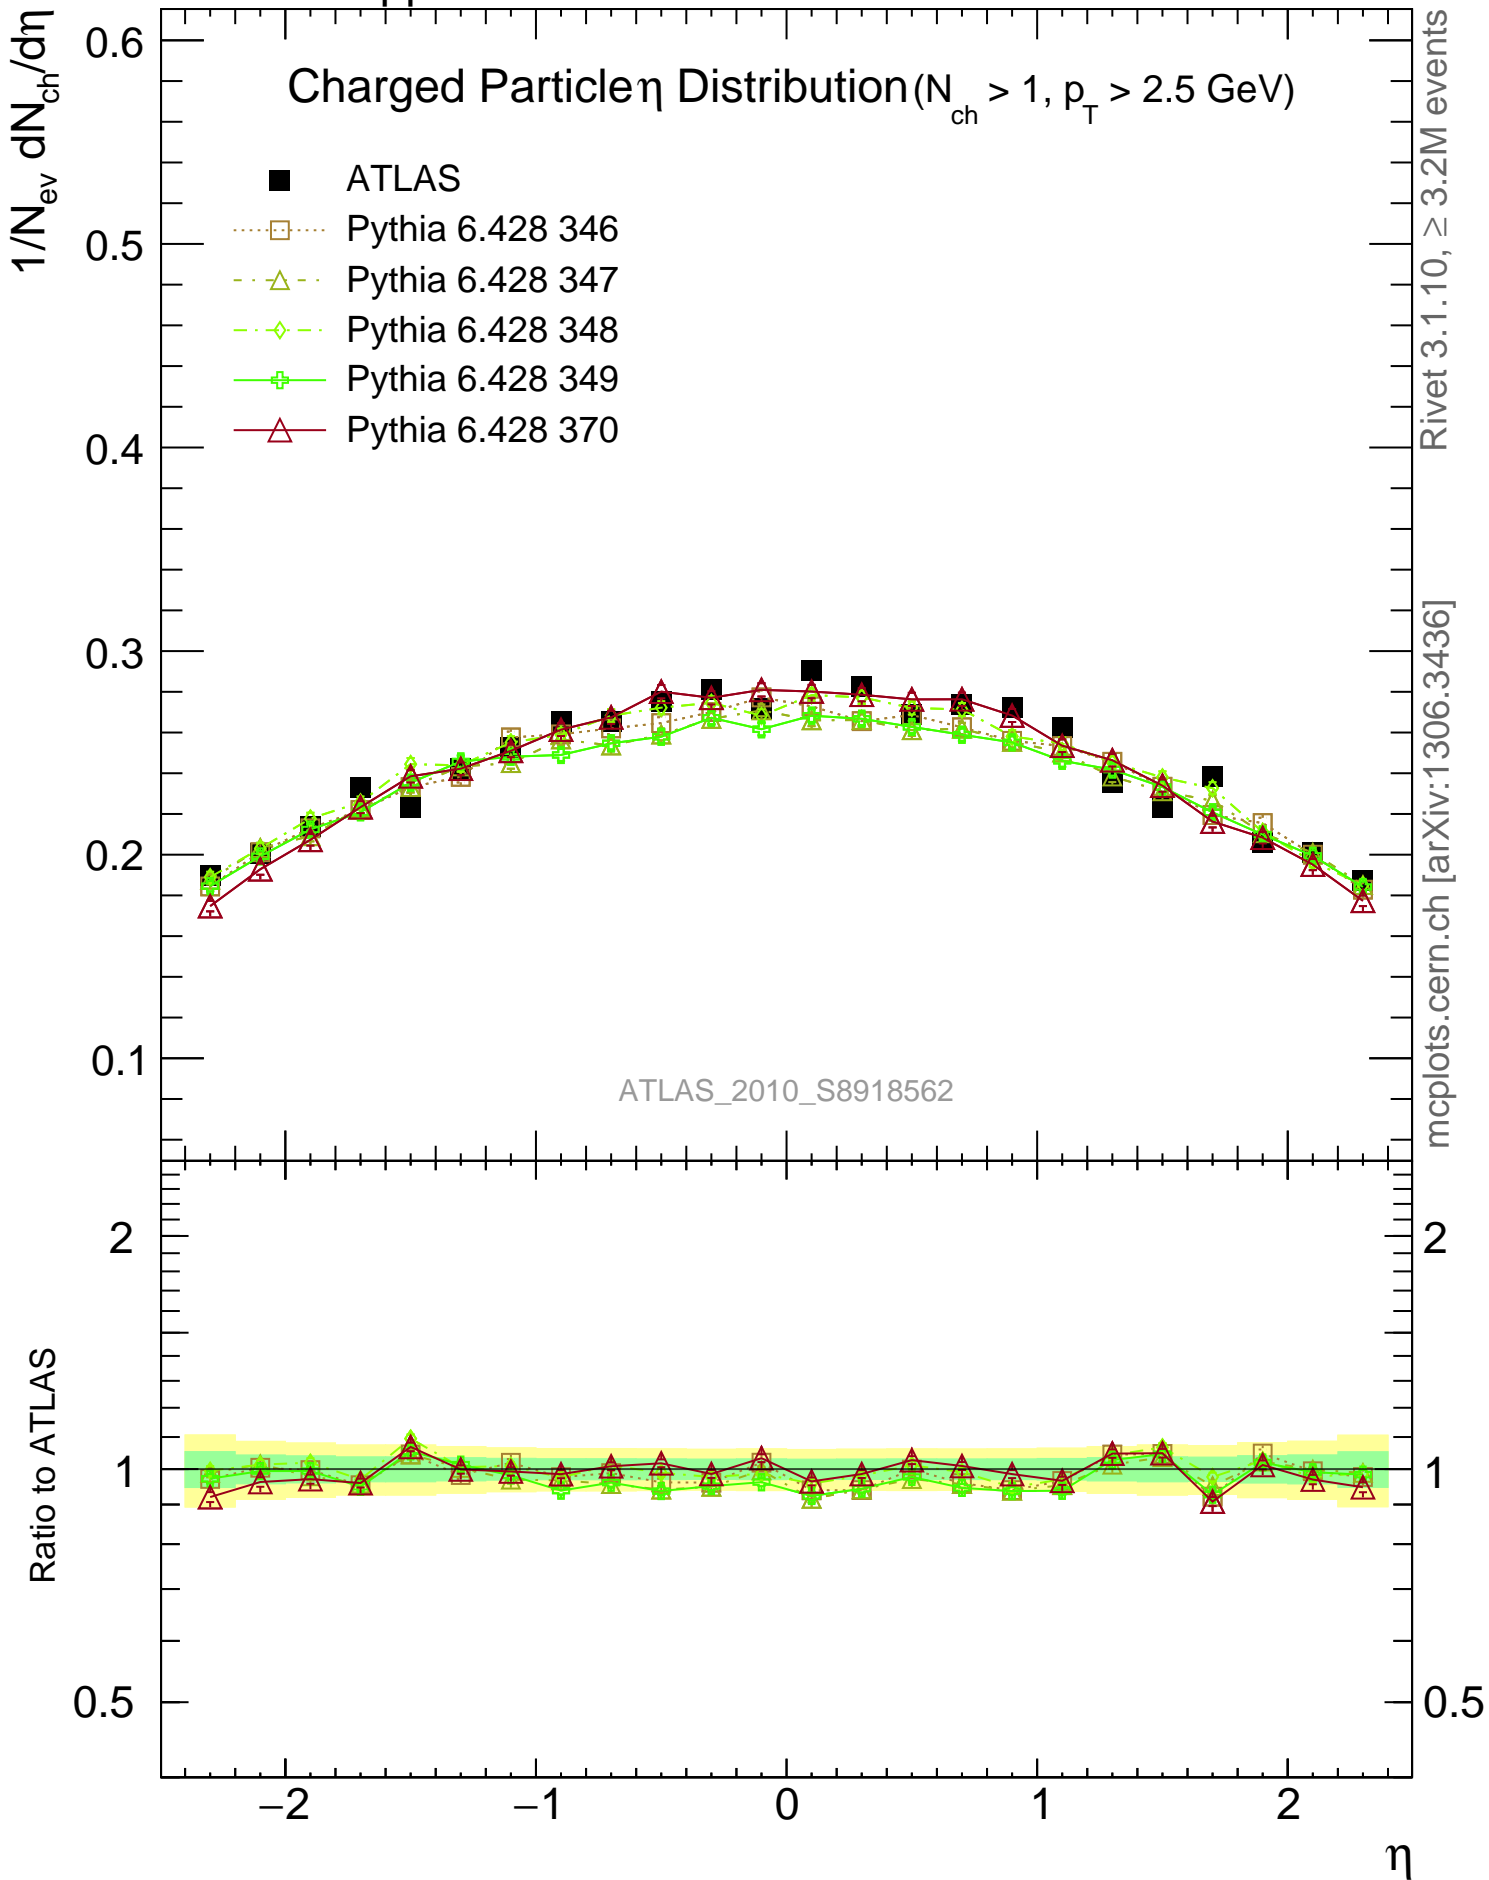 Charged Particle η Distribution (N_ch > 1, p_T > 2.5 GeV)
1/N_ev dN_ch/dη
0.6
0.5
0.4
0.3
0.2
0.1
ATLAS
Pythia 6.428 346
Pythia 6.428 347
Pythia 6.428 348
Pythia 6.428 349
Pythia 6.428 370
ATLAS_2010_S8918562
Rivet 3.1.10, ≥ 3.2M events
mcplots.cern.ch [arXiv:1306.3436]
Ratio to ATLAS
2
1
0.5
2
1
0.5
−2
−1
0
1
2
η